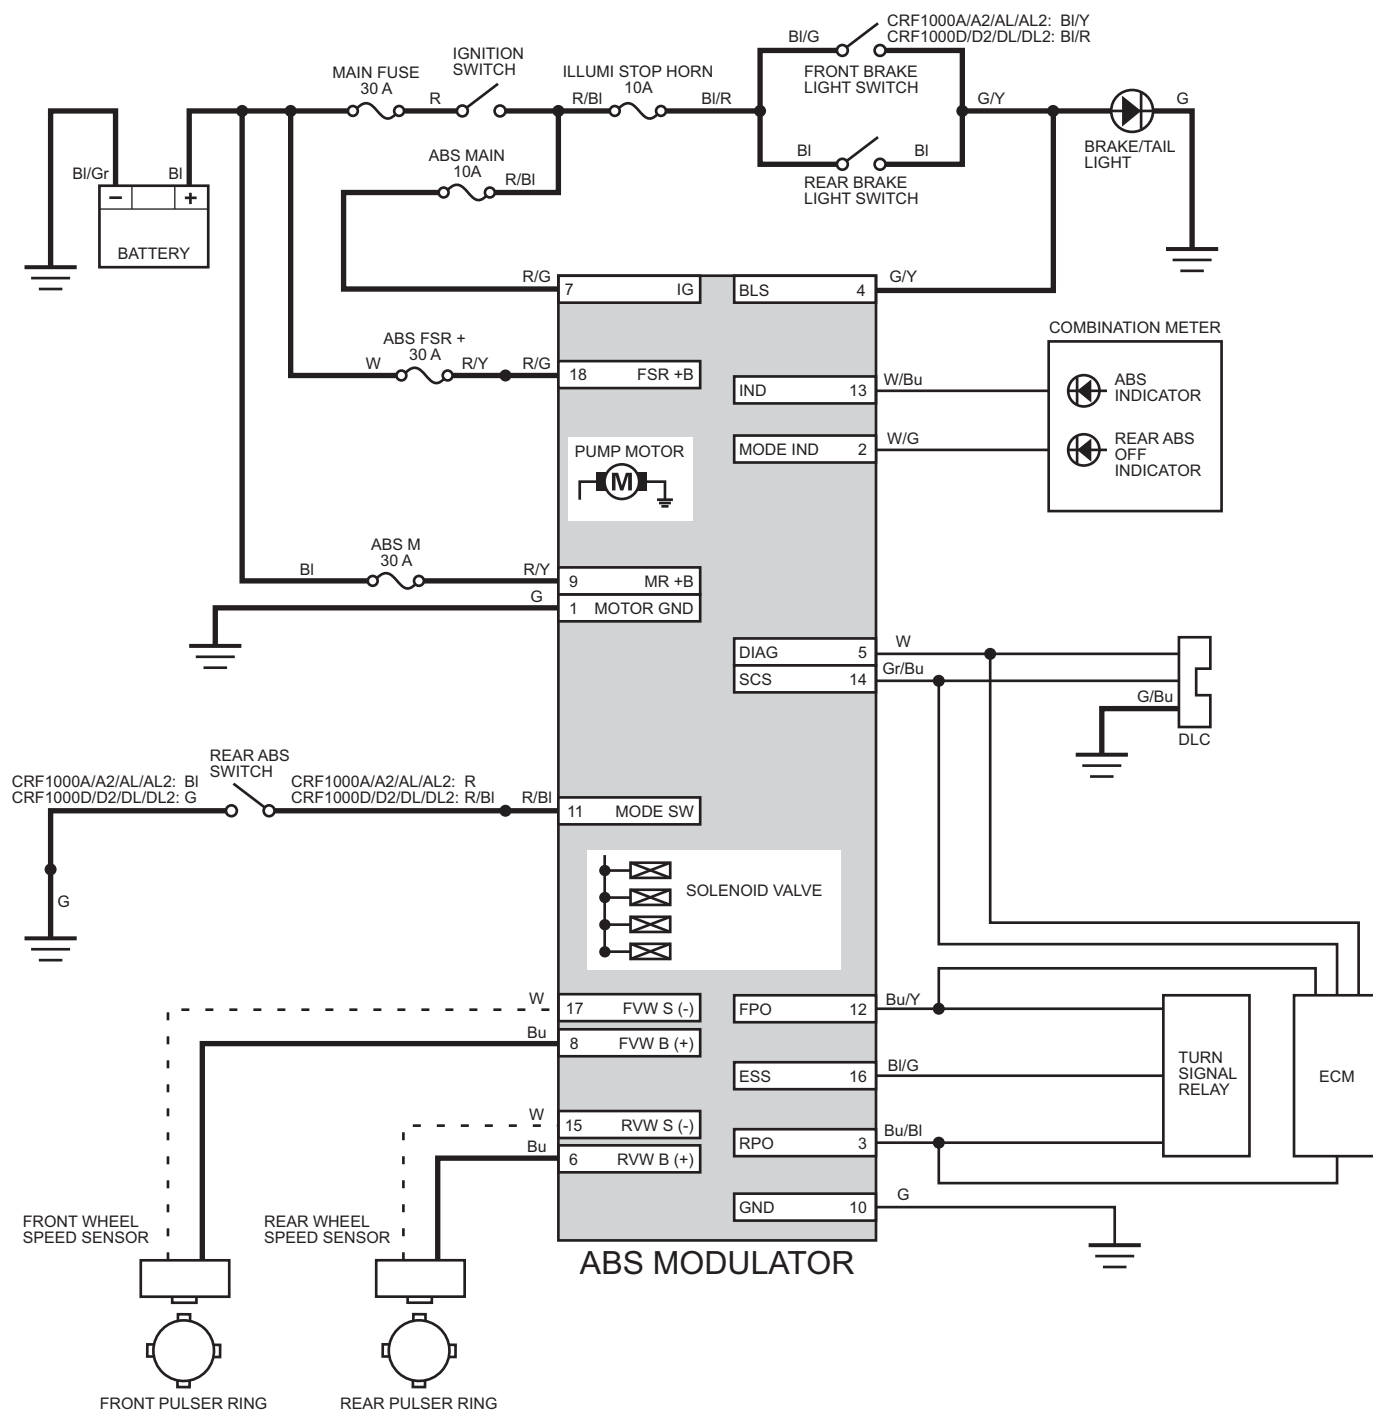 CRF1000A/A2/AL/AL2: Bl/Y
CRF1000D/D2/DL/DL2: Bl/R
Bl/G
FRONT BRAKE
LIGHT SWITCH
IGNITION
SWITCH
MAIN FUSE
30 A
R
ILLUMI STOP HORN
10A
R/Bl
Bl/R
G/Y
G
BRAKE/TAIL
LIGHT
Bl
Bl
REAR BRAKE
LIGHT SWITCH
ABS MAIN
10A
R/Bl
Bl/Gr
Bl
−
+
BATTERY
R/G
7 IG
BLS 4
G/Y
COMBINATION METER
ABS FSR +
30 A
W
R/Y
R/G
18 FSR +B
IND 13
W/Bu
ABS
INDICATOR
MODE IND 2
W/G
REAR ABS
OFF
INDICATOR
PUMP MOTOR
M
ABS M
30 A
Bl
R/Y
9 MR +B
G
1 MOTOR GND
DIAG 5
W
SCS 14
Gr/Bu
G/Bu
DLC
REAR ABS
SWITCH
CRF1000A/A2/AL/AL2: Bl
CRF1000D/D2/DL/DL2: G
CRF1000A/A2/AL/AL2: R
CRF1000D/D2/DL/DL2: R/Bl
R/Bl
11 MODE SW
G
SOLENOID VALVE
W
17 FVW S (-)
Bu
8 FVW B (+)
FPO 12
Bu/Y
ESS 16
Bl/G
TURN
SIGNAL
RELAY
ECM
W
15 RVW S (-)
Bu
6 RVW B (+)
RPO 3
Bu/Bl
GND 10
G
FRONT WHEEL
SPEED SENSOR
REAR WHEEL
SPEED SENSOR
ABS MODULATOR
FRONT PULSER RING
REAR PULSER RING